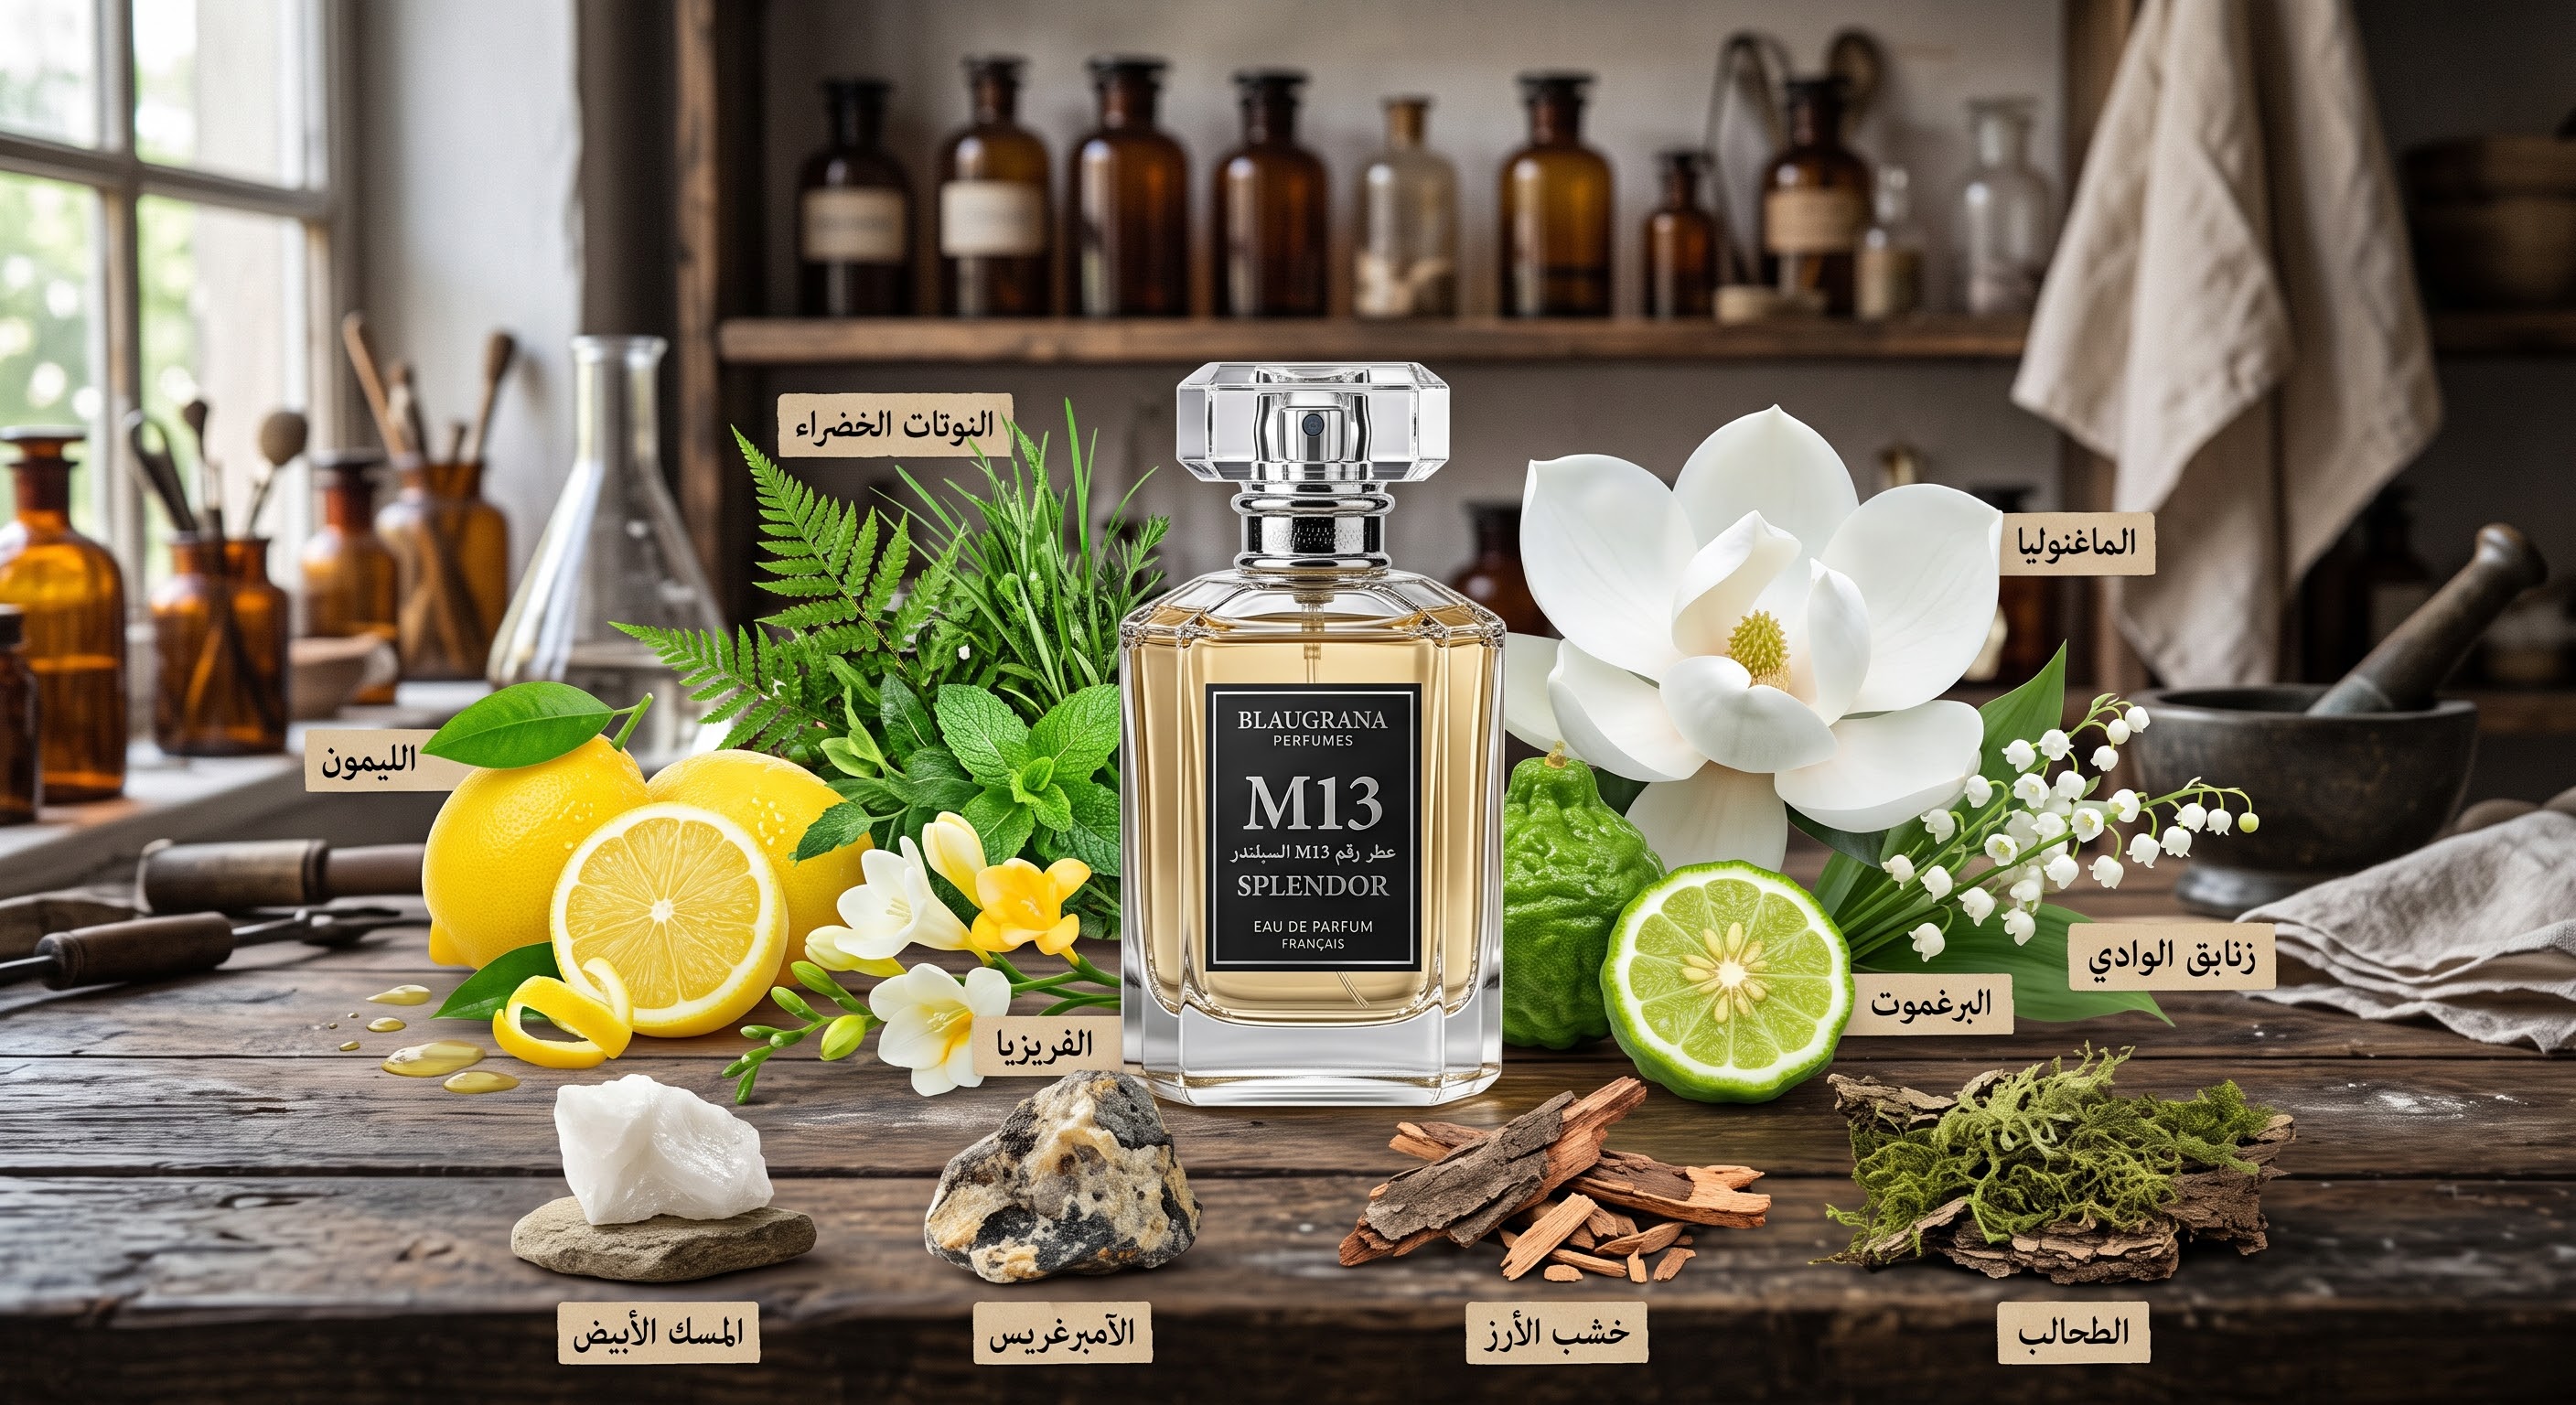 النوتات الخضراء
الماغنوليا
الليمون
BLAUGRANA
PERFUMES
M13
عطر رقم M13 السبلندر
SPLENDOR
EAU DE PARFUM
FRANÇAIS
زنابق الوادي
البرغموت
الفريزيا
المسك الأبيض
الآمبرغريس
خشب الأرز
الطحالب